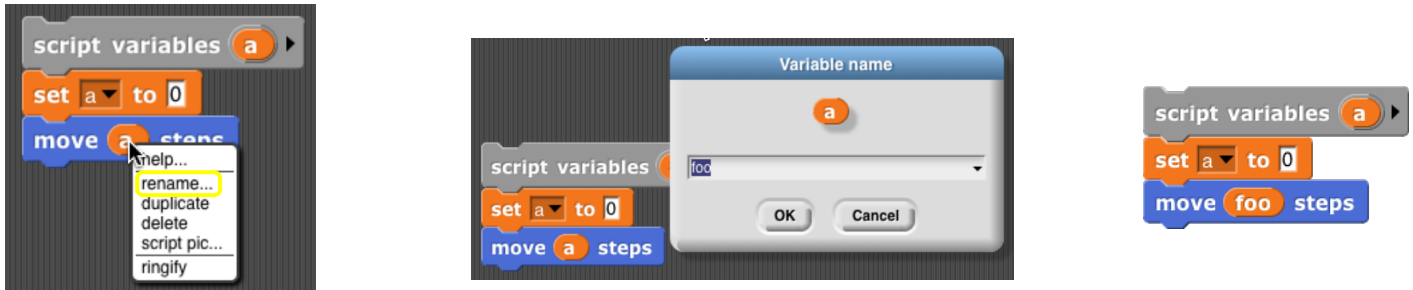 script variables a
set a to 0
move a steps
help...
rename...
duplicate
delete
script pic...
ringify
Variable name
a
foo
OK Cancel
script variables
set a to 0
move a steps
script variables a
set a to 0
move foo steps